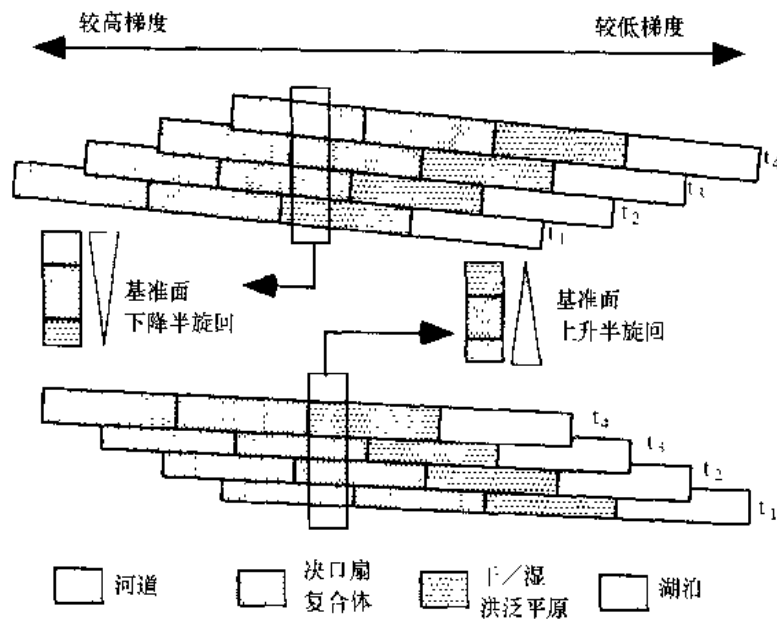 较高梯度
较低梯度
t4
t3
t2
t1
基准面
下降半旋回
基准面
上升半旋回
t4
t3
t2
t1
河道
决口扇
复合体
干／湿
洪泛平原
湖泊